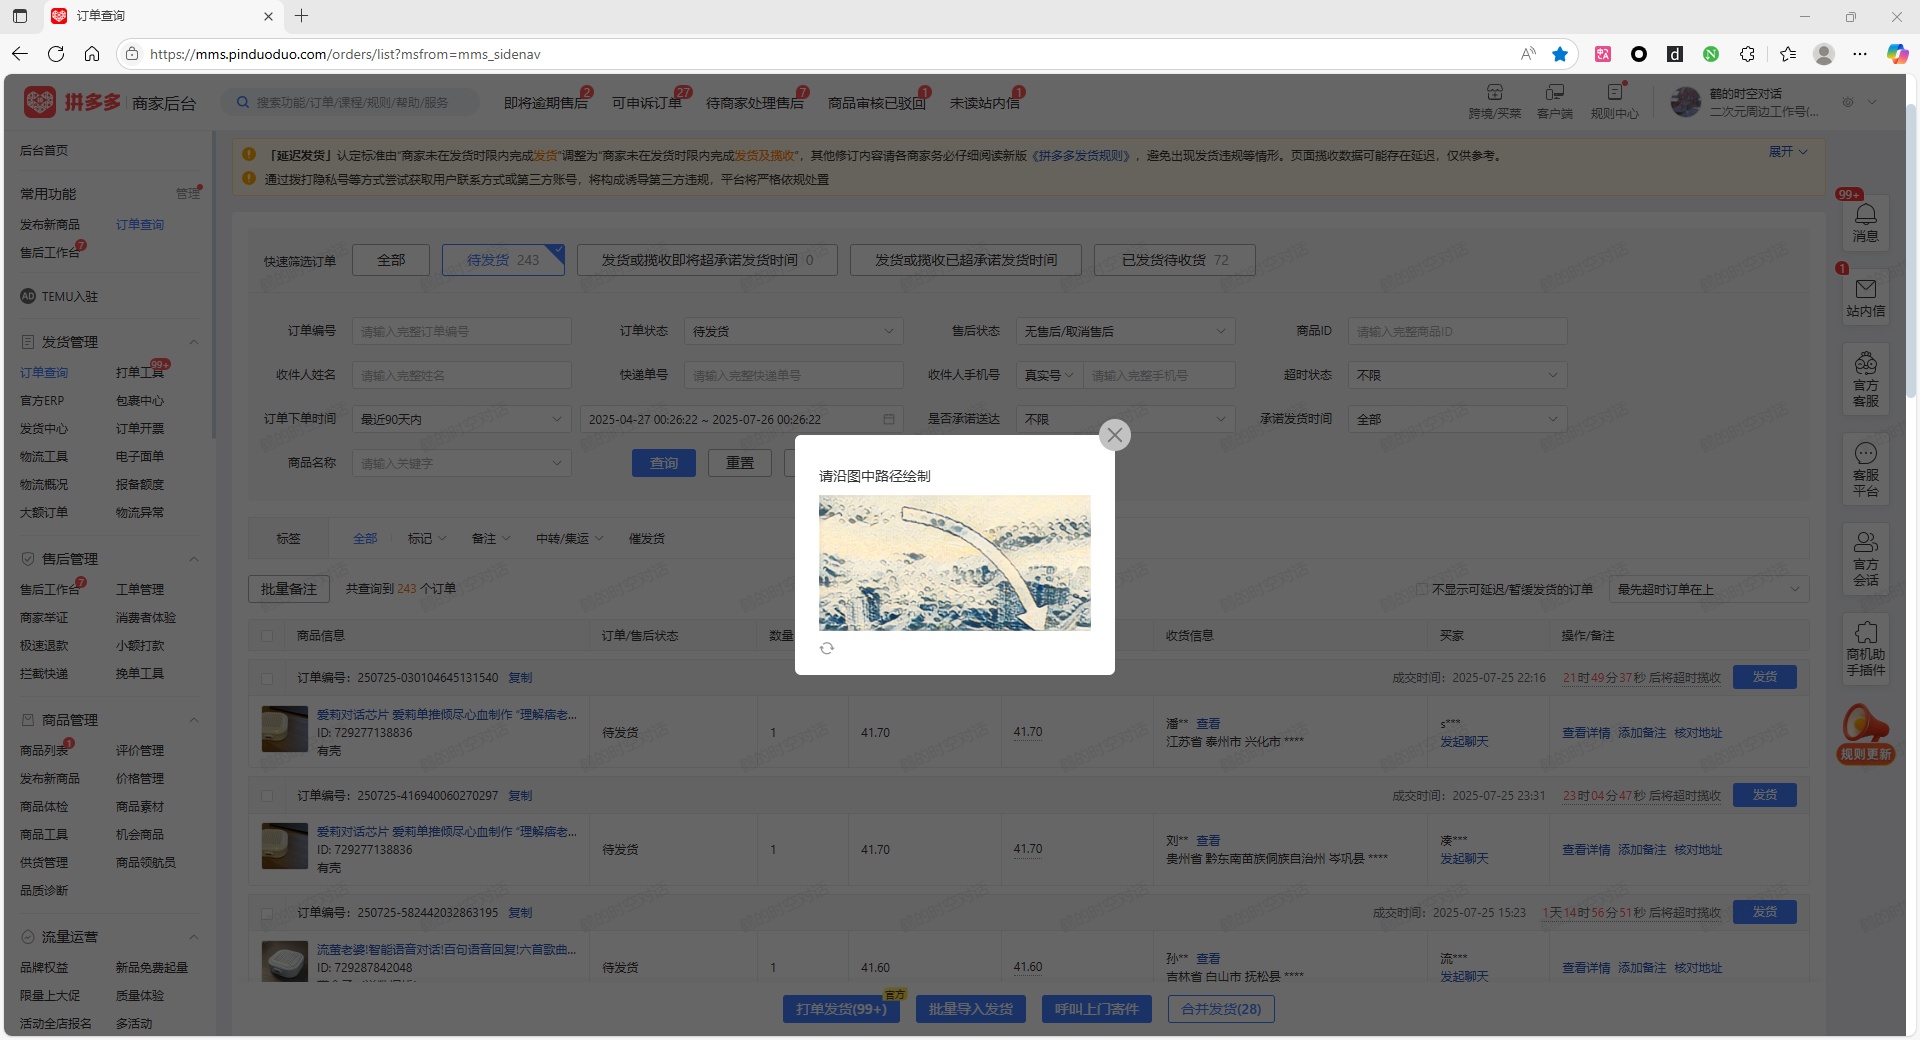 订单查询
https://mms.pinduoduo.com/orders/list?msfrom=mms_sidenav
拼多多 商家后台
搜索功能/订单/课程/规则/帮助/服务
即将逾期售后 2 可申诉订单 27 待商家处理售后 7 商品审核已驳回 1 未读站内信 1
跨境/买菜 客户端 规则中心
鹤的时空对话
二次元周边工作号(...
后台首页
常用功能 管理
发布新商品 订单查询
售后工作台 7
AD TEMU入驻
发货管理
订单查询 打单工具 99+
官方ERP 包裹中心
发货中心 订单开票
物流工具 电子面单
物流概况 报备额度
大额订单 物流异常
售后管理
售后工作台 7 工单管理
商家举证 消费者体验
极速退款 小额打款
拦截快递 挽单工具
商品管理
商品列表 1 评价管理
发布新商品 价格管理
商品体检 商品素材
商品工具 机会商品
供货管理 商品领航员
品质诊断
流量运营
品牌权益 新品免费起量
限量上大促 质量体验
活动全店报名 多活动
「延迟发货」认定标准由“商家未在发货时限内完成发货”调整为“商家未在发货时限内完成发货及揽收”，其他修订内容请各商家务必仔细阅读新版《拼多多发货规则》，避免出现发货违规等情形。页面揽收数据可能存在延迟，仅供参考。
展开
通过拨打隐私号等方式尝试获取用户联系方式或第三方账号，将构成诱导第三方违规，平台将严格依规处置
快速筛选订单 全部 待发货 243 发货或揽收即将超承诺发货时间 0 发货或揽收已超承诺发货时间 已发货待收货 72
订单编号 请输入完整订单编号 订单状态 待发货 售后状态 无售后/取消售后 商品ID 请输入完整商品ID
收件人姓名 请输入完整姓名 快递单号 请输入完整快递单号 收件人手机号 真实号 请输入完整手机号 超时状态 不限
订单下单时间 最近90天内 2025-04-27 00:26:22 ~ 2025-07-26 00:26:22 是否承诺送达 不限 承诺发货时间 全部
商品名称 请输入关键字 查询 重置
请沿图中路径绘制
标签 全部 标记 备注 中转/集运 催发货
批量备注 共查询到 243 个订单
不显示可延迟/暂缓发货的订单 最先超时订单在上
商品信息 订单/售后状态 数量 收货信息 买家 操作/备注
订单编号：250725-030104645131540 复制
成交时间：2025-07-25 22:16 21时49分37秒 后将超时揽收 发货
爱莉对话芯片 爱莉单推倾尽心血制作 “理解痞老...
ID: 729277138836
有壳
待发货 1 41.70 41.70
潘** 查看
江苏省 泰州市 兴化市 ****
s***
发起聊天
查看详情 添加备注 核对地址
订单编号：250725-416940060270297 复制
成交时间：2025-07-25 23:31 23时04分47秒 后将超时揽收 发货
爱莉对话芯片 爱莉单推倾尽心血制作 “理解痞老...
ID: 729277138836
有壳
待发货 1 41.70 41.70
刘** 查看
贵州省 黔东南苗族侗族自治州 岑巩县 ****
凑***
发起聊天
查看详情 添加备注 核对地址
订单编号：250725-582442032863195 复制
成交时间：2025-07-25 15:23 1天14时56分51秒 后将超时揽收 发货
流萤老婆!智能语音对话!百句语音回复!六首歌曲...
ID: 729287842048
待发货 1 41.60 41.60
孙** 查看
吉林省 白山市 抚松县 ****
流***
发起聊天
查看详情 添加备注 核对地址
打单发货(99+) 官方 批量导入发货 呼叫上门寄件 合并发货(28)
99+
消息
1
站内信
官方
客服
客服
平台
官方
会话
商机助
手插件
规则更新
鹤的时空对话